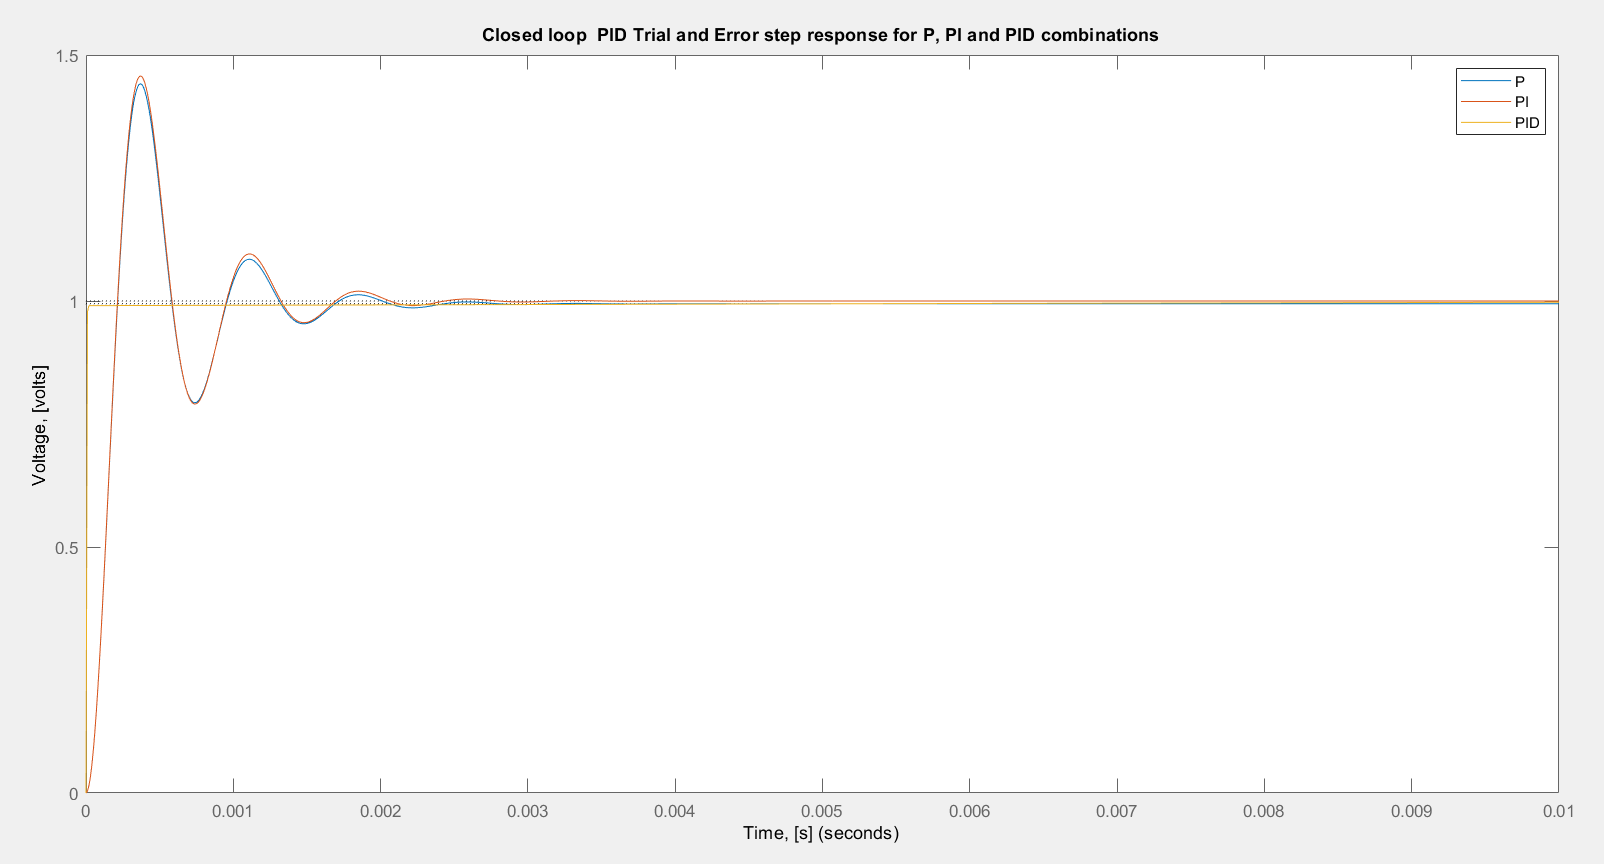 Closed loop  PID Trial and Error step response for P, PI and PID combinations
1.5
1
0.5
0
Voltage, [volts]
P
PI
PID
0 0.001 0.002 0.003 0.004 0.005 0.006 0.007 0.008 0.009 0.01
Time, [s] (seconds)